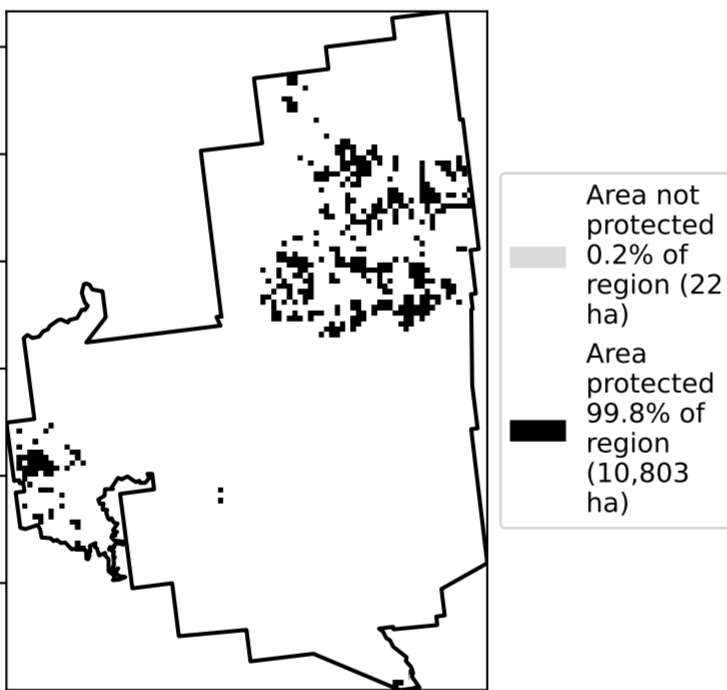 Area not
protected
0.2% of
region (22
ha)
Area
protected
99.8% of
region
(10,803
ha)